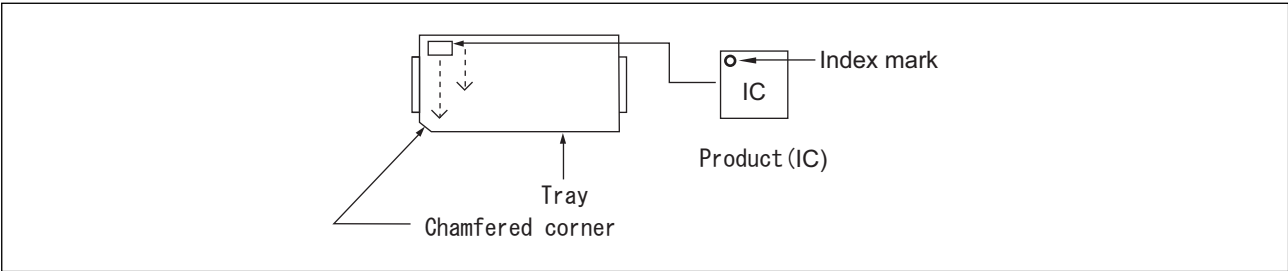 Index mark
IC
Product(IC)
Tray
Chamfered corner